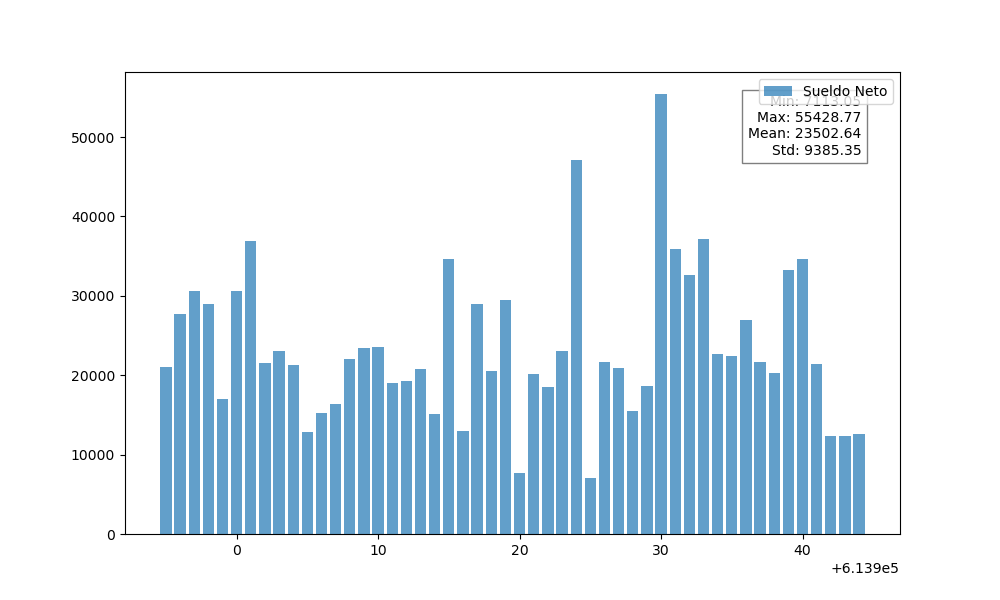 Sueldo Neto
Min: 7113.05
Max: 55428.77
Mean: 23502.64
Std: 9385.35
50000
40000
30000
20000
10000
0
0 10 20 30 40
+6.139e5